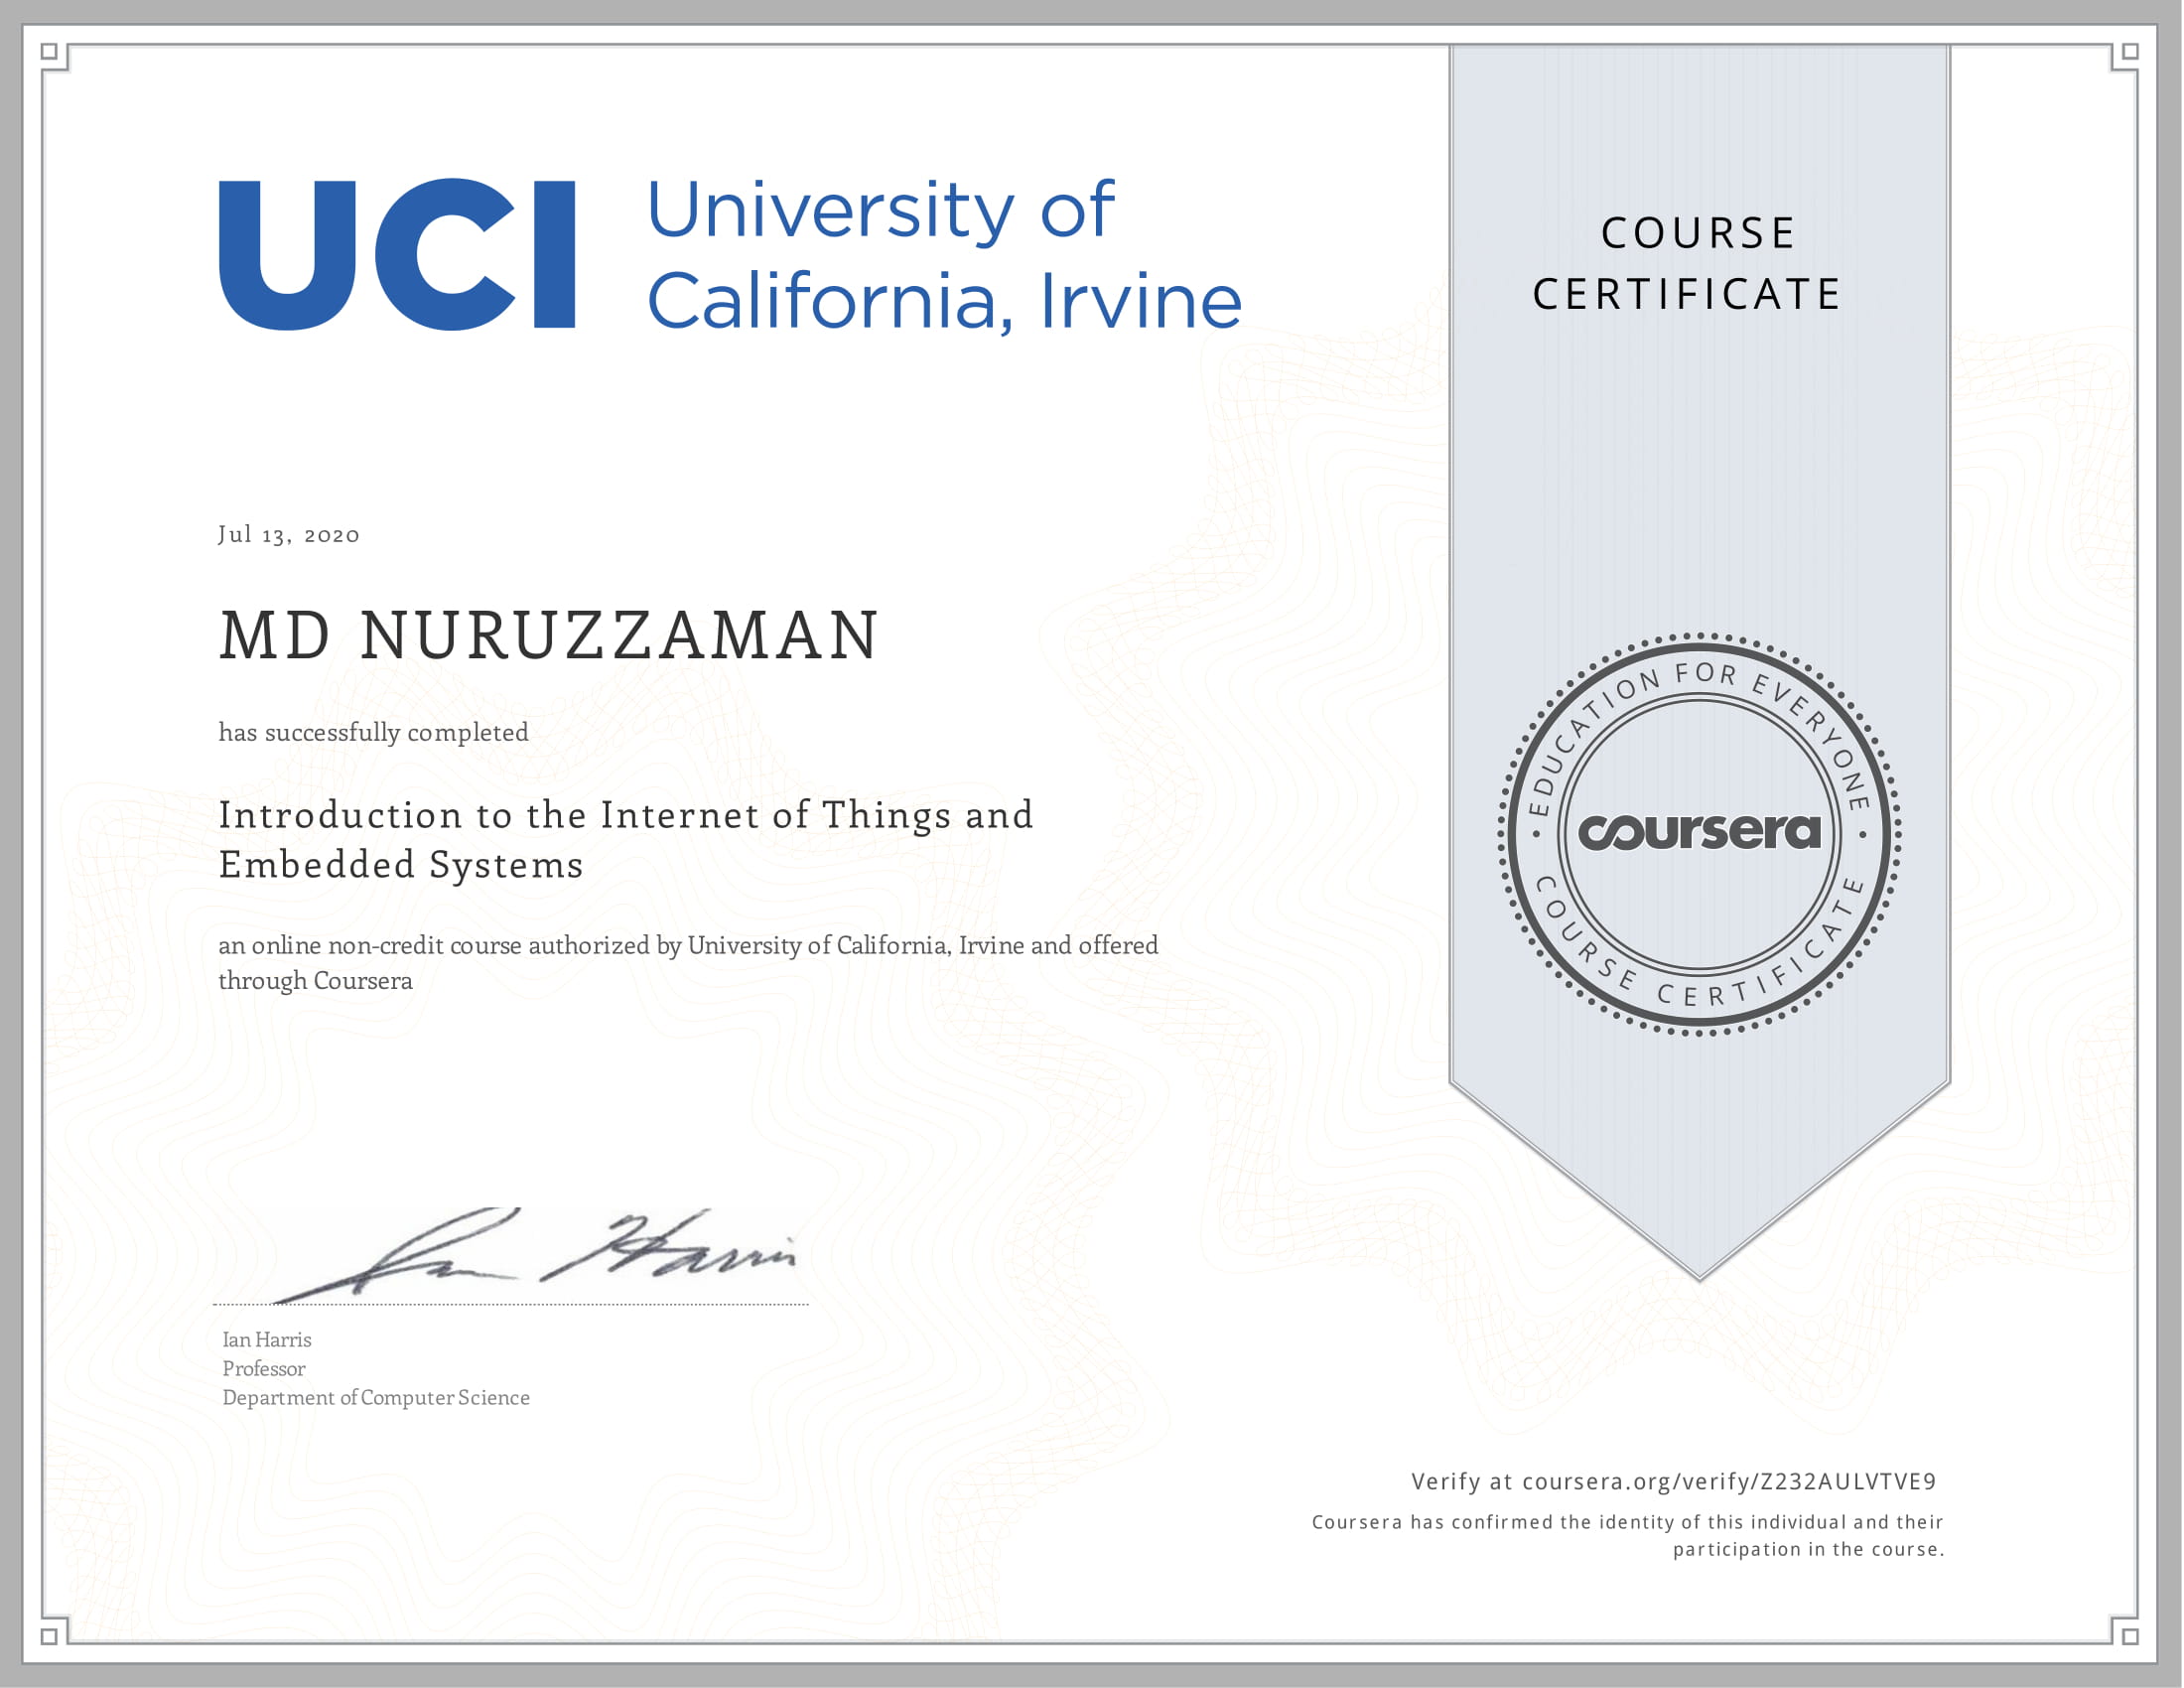 UCI University of
California, Irvine
COURSE
CERTIFICATE
Jul 13, 2020
MD NURUZZAMAN
has successfully completed
Introduction to the Internet of Things and
Embedded Systems
an online non-credit course authorized by University of California, Irvine and offered
through Coursera
EDUCATION FOR EVERYONE
coursera
COURSE CERTIFICATE
Ian Harris
Ian Harris
Professor
Department of Computer Science
Verify at coursera.org/verify/Z232AULVTVE9
Coursera has confirmed the identity of this individual and their
participation in the course.